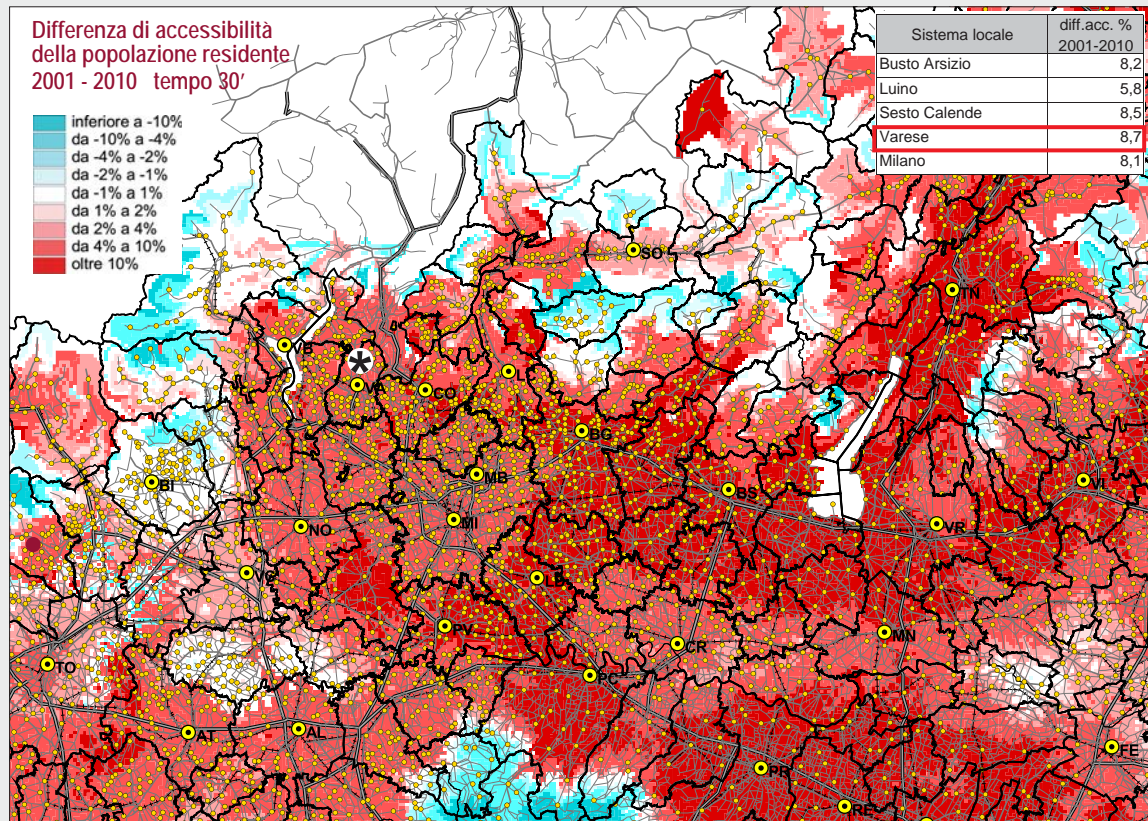 Differenza di accessibilità
della popolazione residente
2001 - 2010 tempo 30'
inferiore a -10%
da -10% a -4%
da -4% a -2%
da -2% a -1%
da -1% a 1%
da 1% a 2%
da 2% a 4%
da 4% a 10%
oltre 10%
Sistema locale
diff.acc. %
2001-2010
Busto Arsizio 8,2
Luino 5,8
Sesto Calende 8,5
Varese 8,7
Milano 8,1
SO
TN
*
VA
CO
BG
MB
BI
BS
VI
MI
NO
VR
PV
MN
CR
TO
AT
AL
FE
PR
RE